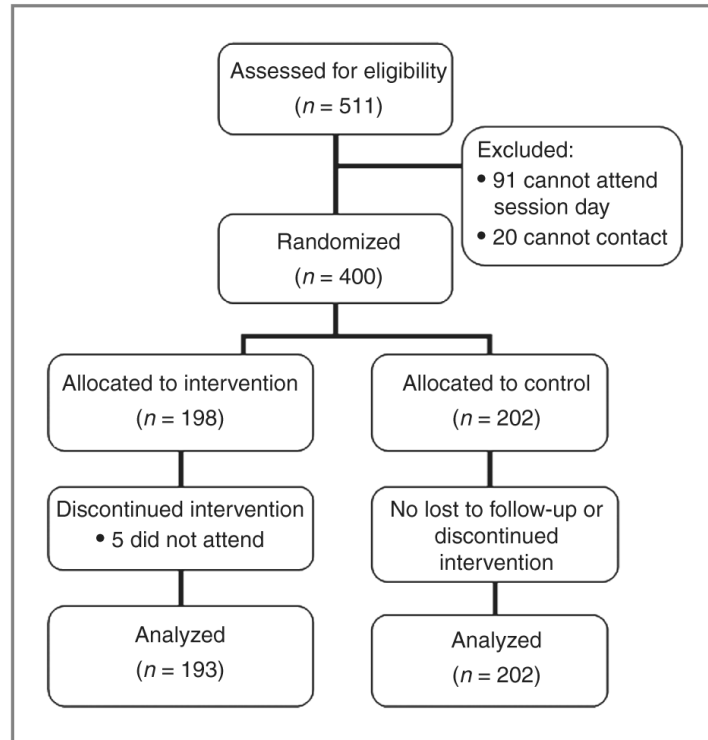 Assessed for eligibility
(n = 511)
Excluded:
• 91 cannot attend
session day
• 20 cannot contact
Randomized
(n = 400)
Allocated to intervention
(n = 198)
Allocated to control
(n = 202)
Discontinued intervention
• 5 did not attend
No lost to follow-up or
discontinued
intervention
Analyzed
(n = 193)
Analyzed
(n = 202)